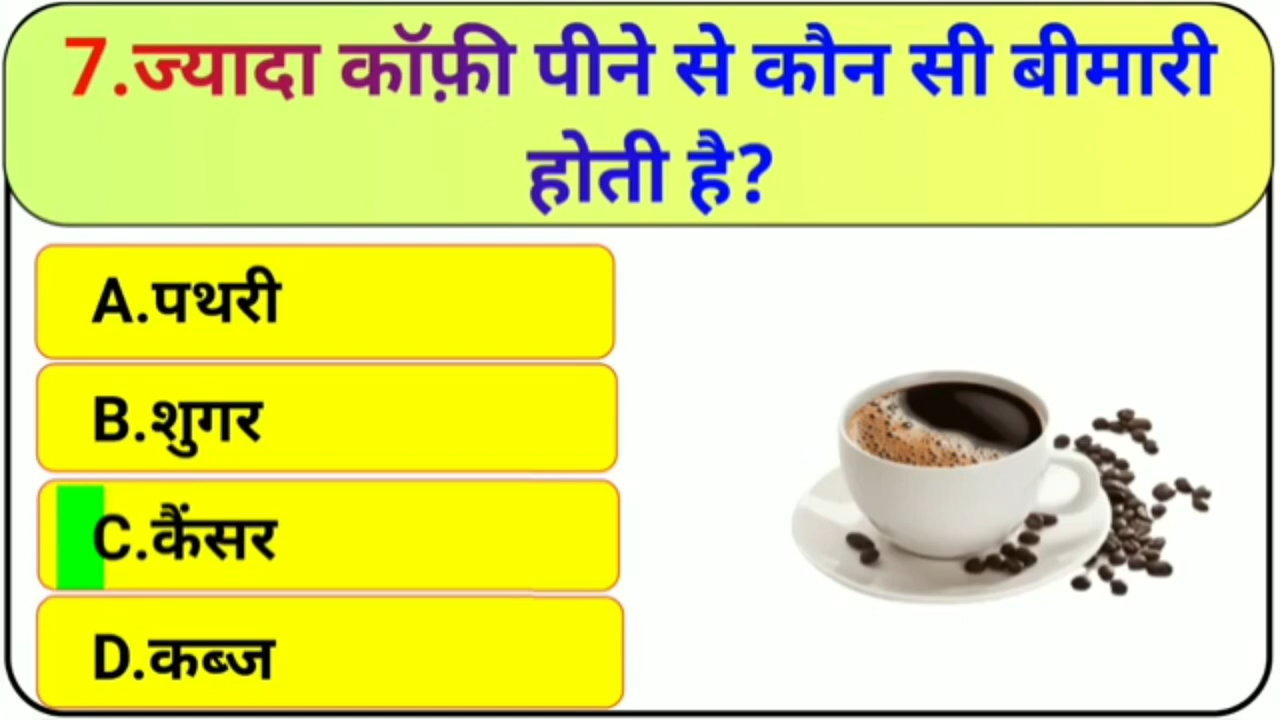 7.ज्यादा कॉफ़ी पीने से कौन सी बीमारी
होती है?
A.पथरी
B.शुगर
C.कैंसर
D.कब्ज